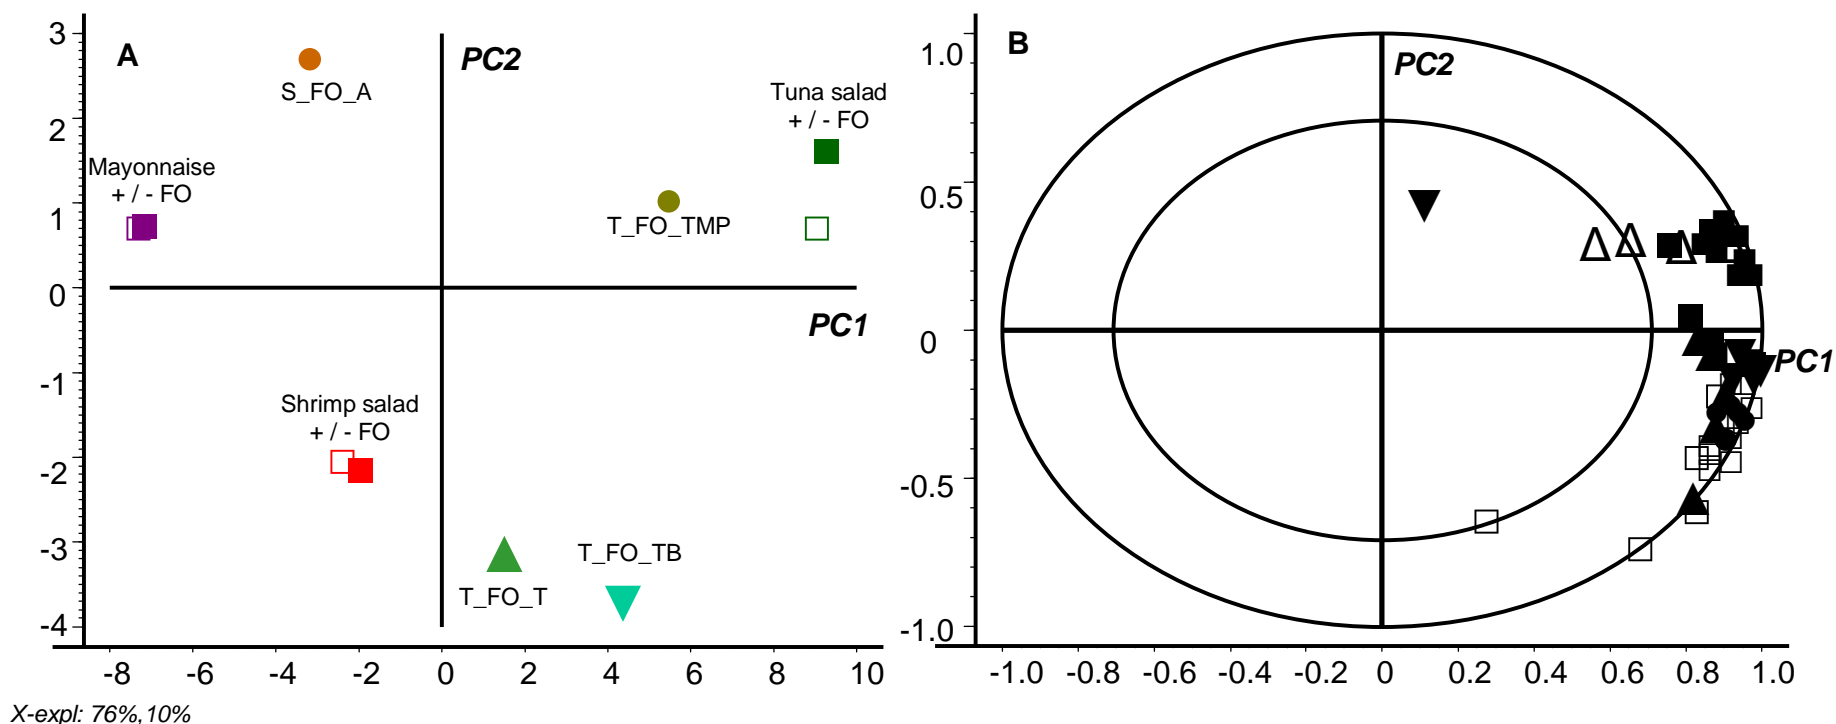 A
PC2
S_FO_A
Tuna salad
+ / - FO
Mayonnaise
+ / - FO
T_FO_TMP
PC1
Shrimp salad
+ / - FO
T_FO_TB
T_FO_T
3
2
1
0
-1
-2
-3
-4
-8 -6 -4 -2 0 2 4 6 8 10
X-expl: 76%,10%
B
PC2
PC1
1.0
0.5
0
-0.5
-1.0
-1.0 -0.8 -0.6 -0.4 -0.2 0 0.2 0.4 0.6 0.8 1.0